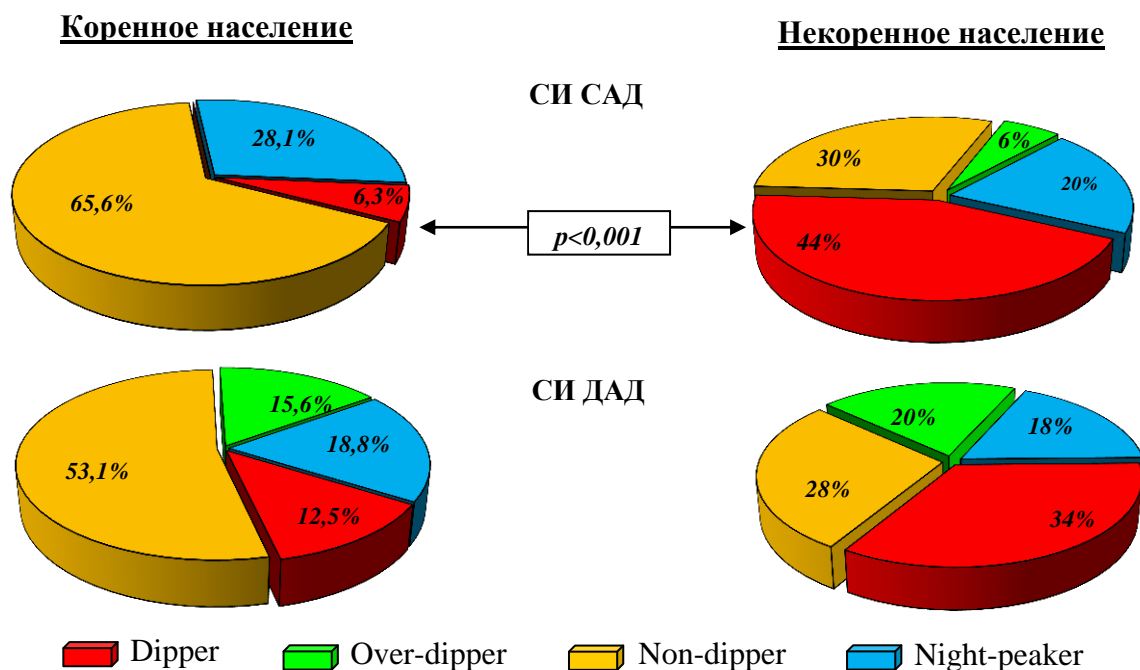 Коренное население
Некоренное население
СИ САД
28,1%
6,3%
65,6%
p<0,001
30%
6%
20%
44%
СИ ДАД
15,6%
18,8%
53,1%
12,5%
20%
18%
28%
34%
Dipper Over-dipper Non-dipper Night-peaker